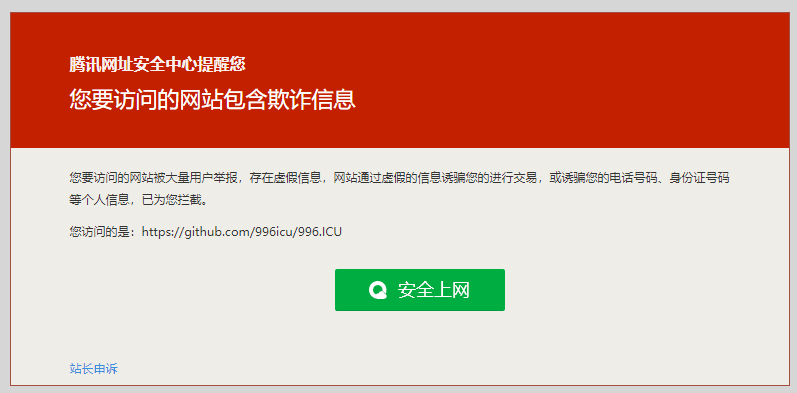 腾讯网址安全中心提醒您
您要访问的网站包含欺诈信息
您要访问的网站被大量用户举报，存在虚假信息，网站通过虚假的信息诱骗您的进行交易，或诱骗您的电话号码、身份证号码
等个人信息，已为您拦截。
您访问的是：https://github.com/996icu/996.ICU
安全上网
站长申诉